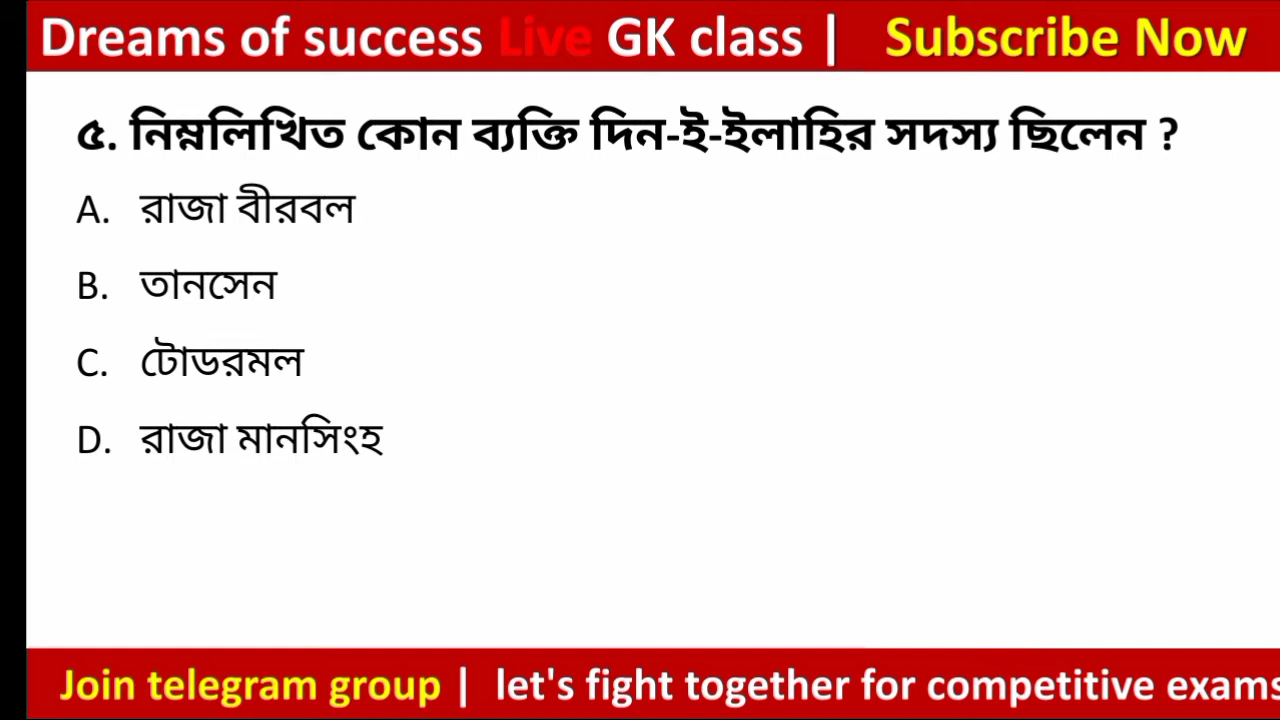 Dreams of success Live GK class | Subscribe Now
৫. নিম্নলিখিত কোন ব্যক্তি দিন-ই-ইলাহির সদস্য ছিলেন ?
A. রাজা বীরবল
B. তানসেন
C. টোডরমল
D. রাজা মানসিংহ
Join telegram group | let's fight together for competitive exams